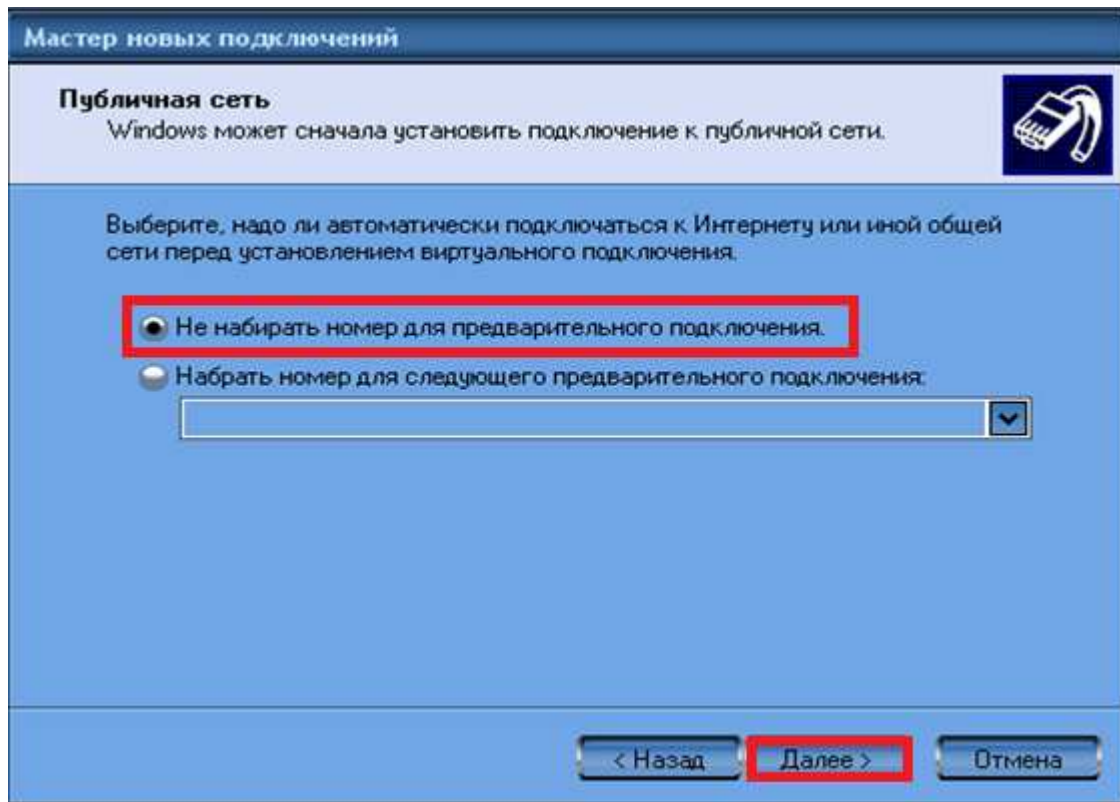 Мастер новых подключений
Публичная сеть
Windows может сначала установить подключение к публичной сети.
Выберите, надо ли автоматически подключаться к Интернету или иной общей
сети перед установлением виртуального подключения.
Не набирать номер для предварительного подключения.
Набрать номер для следующего предварительного подключения:
< Назад
Далее >
Отмена